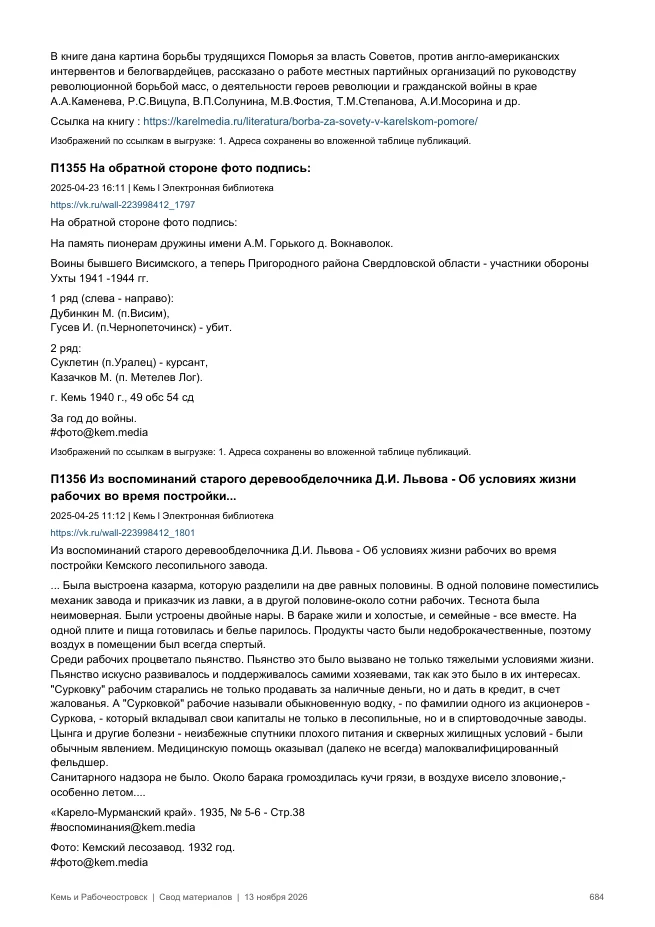 В книге дана картина борьбы трудящихся Поморья за власть Советов, против англо-американских
интервентов и белогвардейцев, рассказано о работе местных партийных организаций по руководству
революционной борьбой масс, о деятельности героев революции и гражданской войны в крае
А.А.Каменева, Р.С.Вицупа, В.П.Солунина, М.В.Фостия, Т.М.Степанова, А.И.Мосорина и др.
Ссылка на книгу : https://karelmedia.ru/literatura/borba-za-sovety-v-karelskom-pomore/
Изображений по ссылкам в выгрузке: 1. Адреса сохранены во вложенной таблице публикаций.
П1355 На обратной стороне фото подпись:
2025-04-23 16:11 | Кемь I Электронная библиотека
https://vk.ru/wall-223998412_1797
На обратной стороне фото подпись:
На память пионерам дружины имени А.М. Горького д. Вокнаволок.
Воины бывшего Висимского, а теперь Пригородного района Свердловской области - участники обороны
Ухты 1941 -1944 гг.
1 ряд (слева - направо):
Дубинкин М. (п.Висим),
Гусев И. (п.Чернопеточинск) - убит.
2 ряд:
Суклетин (п.Уралец) - курсант,
Казачков М. (п. Метелев Лог).
г. Кемь 1940 г., 49 обс 54 сд
За год до войны.
#фото@kem.media
Изображений по ссылкам в выгрузке: 1. Адреса сохранены во вложенной таблице публикаций.
П1356 Из воспоминаний старого деревообделочника Д.И. Львова - Об условиях жизни
рабочих во время постройки...
2025-04-25 11:12 | Кемь I Электронная библиотека
https://vk.ru/wall-223998412_1801
Из воспоминаний старого деревообделочника Д.И. Львова - Об условиях жизни рабочих во время
постройки Кемского лесопильного завода.
... Была выстроена казарма, которую разделили на две равных половины. В одной половине поместились
механик завода и приказчик из лавки, а в другой половине-около сотни рабочих. Теснота была
неимоверная. Были устроены двойные нары. В бараке жили и холостые, и семейные - все вместе. На
одной плите и пища готовилась и белье парилось. Продукты часто были недоброкачественные, поэтому
воздух в помещении был всегда спертый.
Среди рабочих процветало пьянство. Пьянство это было вызвано не только тяжелыми условиями жизни.
Пьянство искусно развивалось и поддерживалось самими хозяевами, так как это было в их интересах.
"Сурковку" рабочим старались не только продавать за наличные деньги, но и дать в кредит, в счет
жалованья. А "Сурковкой" рабочие называли обыкновенную водку, - по фамилии одного из акционеров -
Суркова, - который вкладывал свои капиталы не только в лесопильные, но и в спиртоводочные заводы.
Цынга и другие болезни - неизбежные спутники плохого питания и скверных жилищных условий - были
обычным явлением. Медицинскую помощь оказывал (далеко не всегда) малоквалифицированный
фельдшер.
Санитарного надзора не было. Около барака громоздилась кучи грязи, в воздухе висело зловоние,-
особенно летом....
«Карело-Мурманский край». 1935, № 5-6 - Стр.38
#воспоминания@kem.media
Фото: Кемский лесозавод. 1932 год.
#фото@kem.media
Кемь и Рабочеостровск | Свод материалов | 13 ноября 2026
684